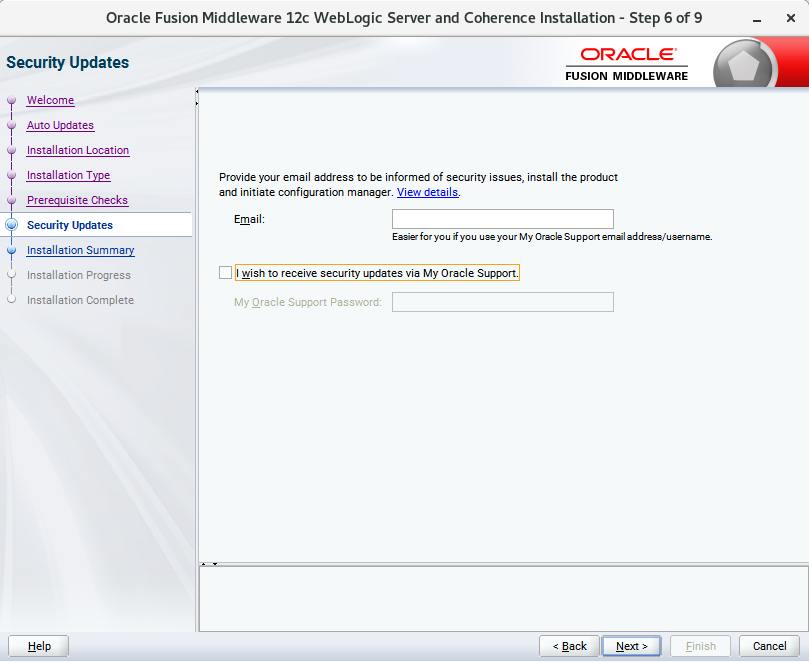 Oracle Fusion Middleware 12c WebLogic Server and Coherence Installation - Step 6 of 9
Security Updates
ORACLE
FUSION MIDDLEWARE
Welcome
Auto Updates
Installation Location
Installation Type
Prerequisite Checks
Security Updates
Installation Summary
Installation Progress
Installation Complete
Provide your email address to be informed of security issues, install the product
and initiate configuration manager. View details.
Email:
Easier for you if you use your My Oracle Support email address/username.
I wish to receive security updates via My Oracle Support.
My Oracle Support Password:
Help
< Back
Next >
Finish
Cancel